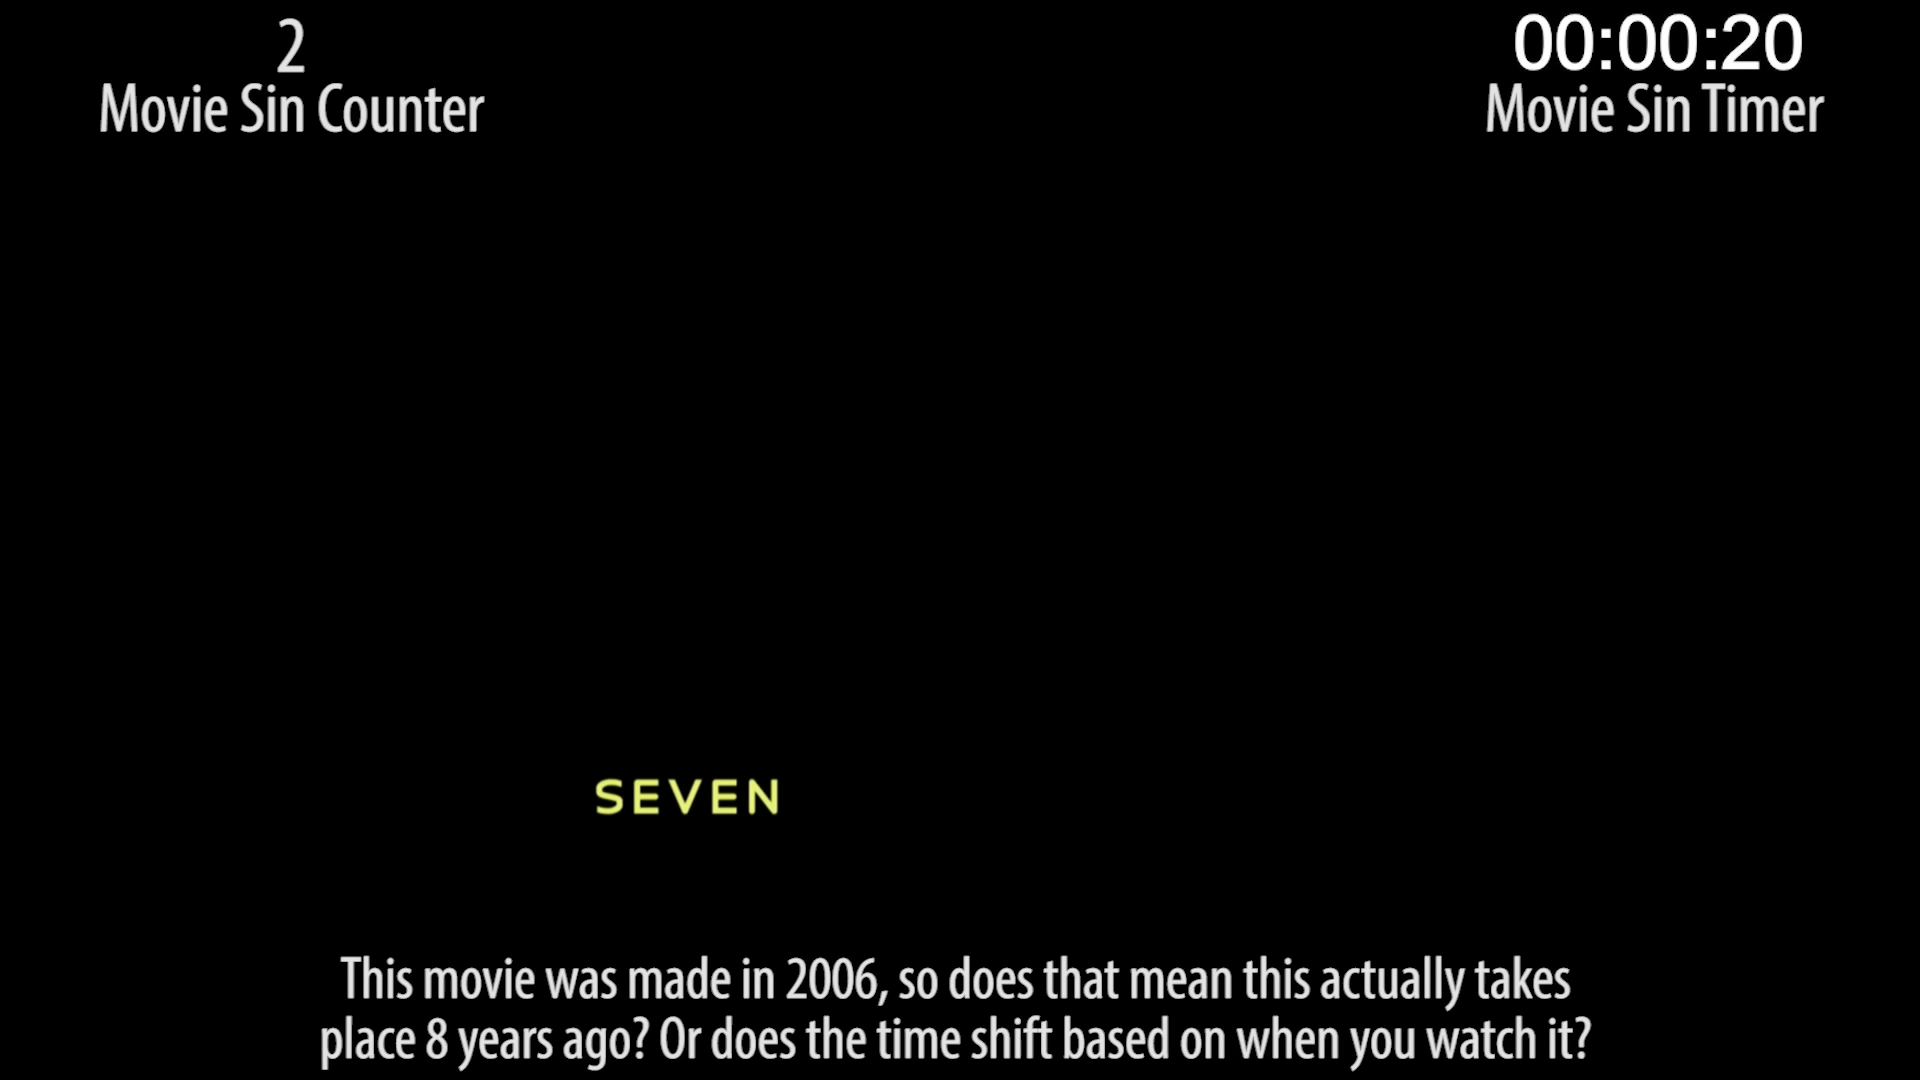 2
Movie Sin Counter
00:00:20
Movie Sin Timer
SEVEN
This movie was made in 2006, so does that mean this actually takes
place 8 years ago? Or does the time shift based on when you watch it?